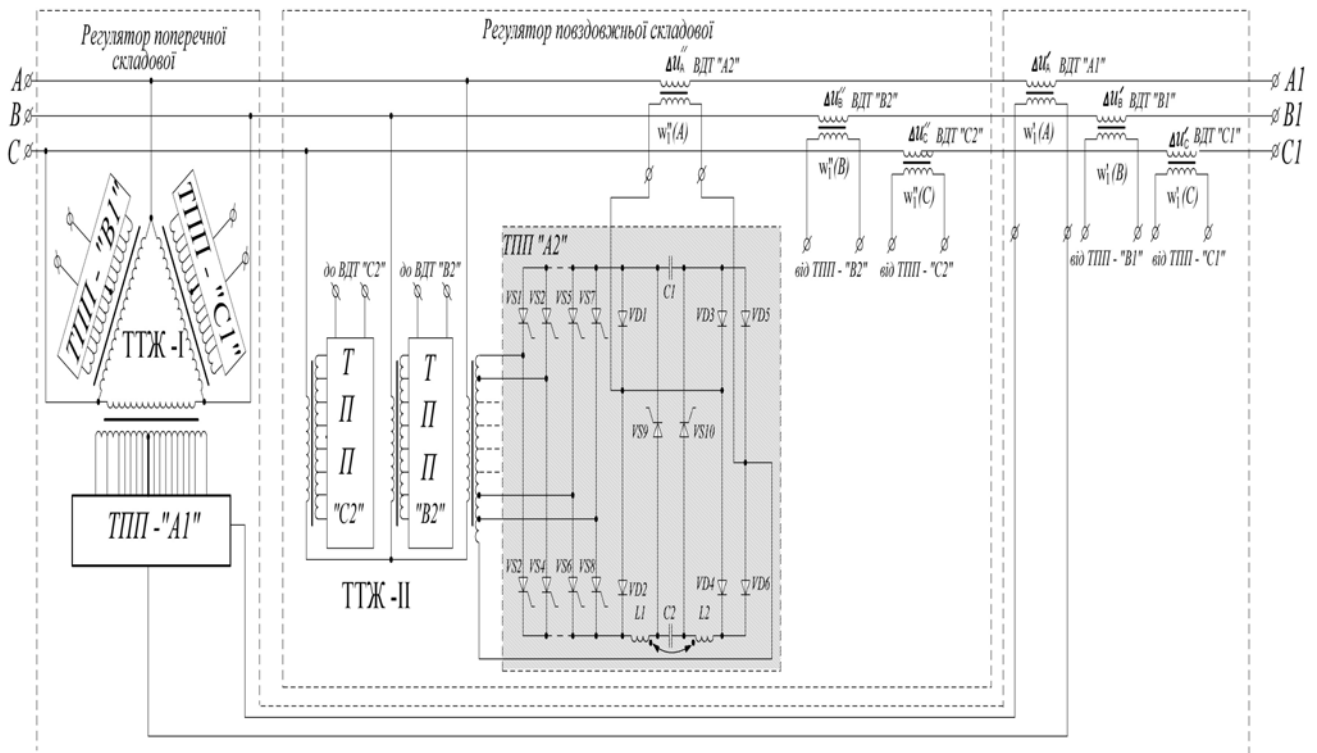 Регулятор поперечної
складової
Регулятор повздовжньої складової
A
B
C
Δu''A ВДТ "A2"
w''1(A)
Δu''B ВДТ "B2"
w''1(B)
Δu''C ВДТ "C2"
w''1(C)
Δu'A ВДТ "A1"
w'1(A)
Δu'B ВДТ "B1"
w'1(B)
Δu'C ВДТ "C1"
w'1(C)
A1
B1
C1
від ТПП - "B2"
від ТПП - "C2"
від ТПП - "B1"
від ТПП - "C1"
ТПП - "B1"
ТПП - "C1"
ТТЖ -I
ТПП -"A1"
до ВДТ "C2"
до ВДТ "B2"
Т
П
П
"C2"
Т
П
П
"B2"
ТТЖ -II
ТПП "A2"
VS1
VS2
VS5
VS7
VD1
C1
VD3
VD5
VS9
VS10
VS2
VS4
VS6
VS8
VD2
VD4
VD6
L1
C2
L2